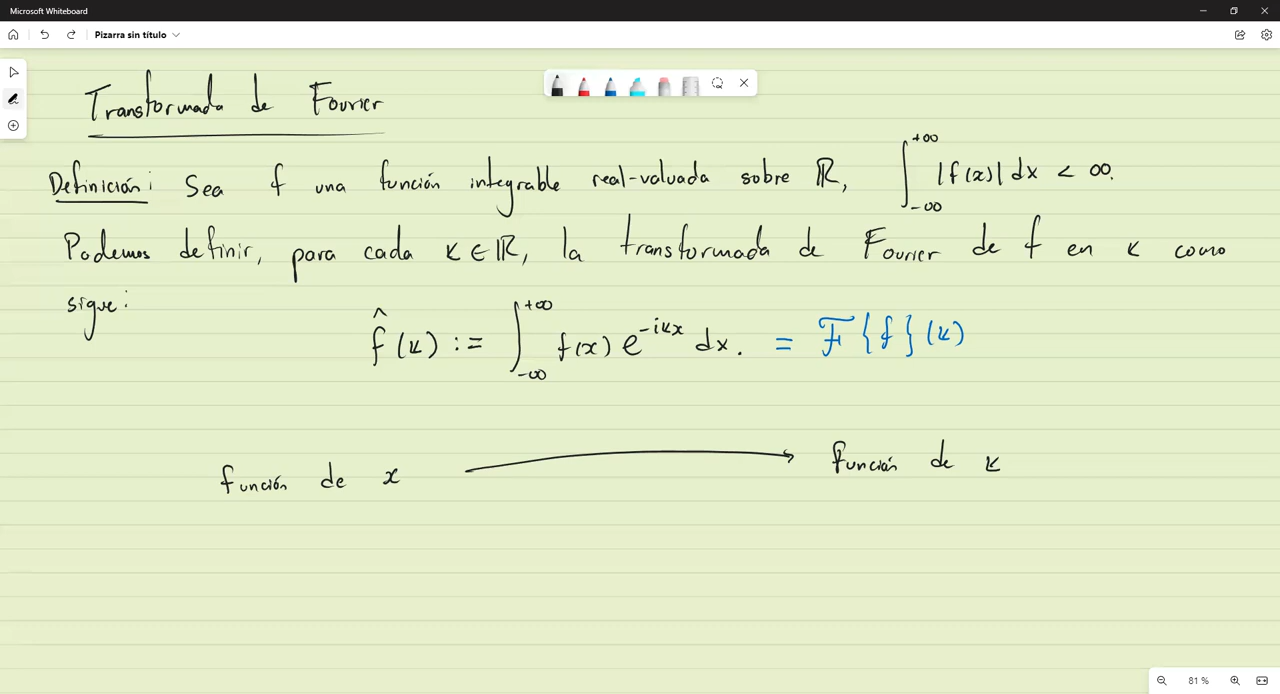 Microsoft Whiteboard
Pizarra sin título
Transformada de Fourier
Definición: Sea f una función integrable real-valuada sobre ℝ, ∫_{-∞}^{+∞} |f(x)| dx < ∞.
Podemos definir, para cada k ∈ ℝ, la transformada de Fourier de f en k como
sigue:
f̂(k) := ∫_{-∞}^{+∞} f(x) e^{-ikx} dx. = ℱ{f}(k)
función de x ⟶ función de k
81 %